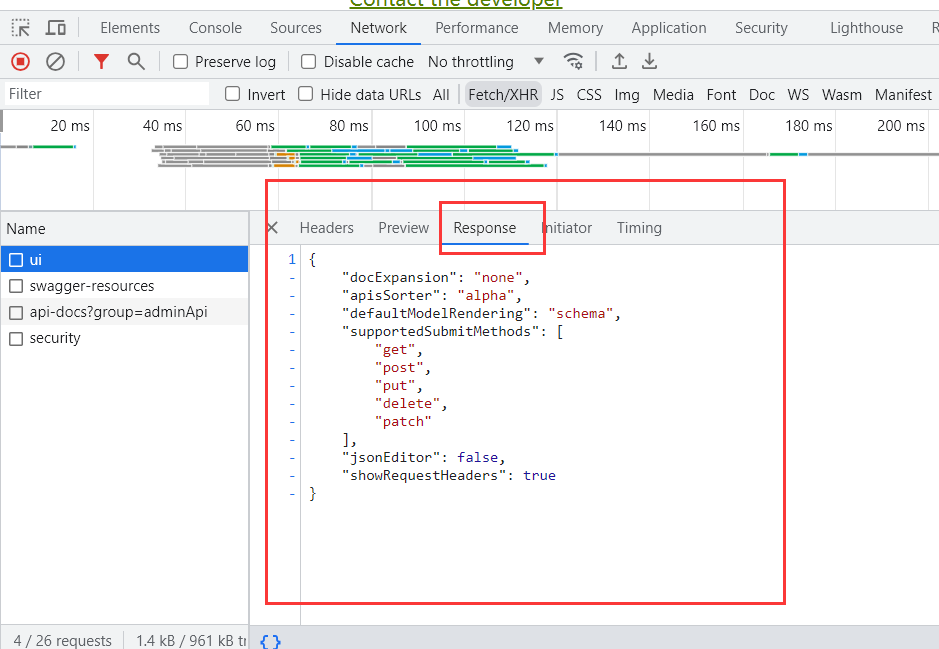 Contact the developer
Elements Console Sources Network Performance Memory Application Security Lighthouse
Preserve log Disable cache No throttling
Filter Invert Hide data URLs All Fetch/XHR JS CSS Img Media Font Doc WS Wasm Manifest
20 ms 40 ms 60 ms 80 ms 100 ms 120 ms 140 ms 160 ms 180 ms 200 ms
Name
ui
swagger-resources
api-docs?group=adminApi
security
4 / 26 requests 1.4 kB / 961 kB
Headers Preview Response Initiator Timing
1 {
- "docExpansion": "none",
- "apisSorter": "alpha",
- "defaultModelRendering": "schema",
- "supportedSubmitMethods": [
- "get",
- "post",
- "put",
- "delete",
- "patch"
- ],
- "jsonEditor": false,
- "showRequestHeaders": true
- }
{ }